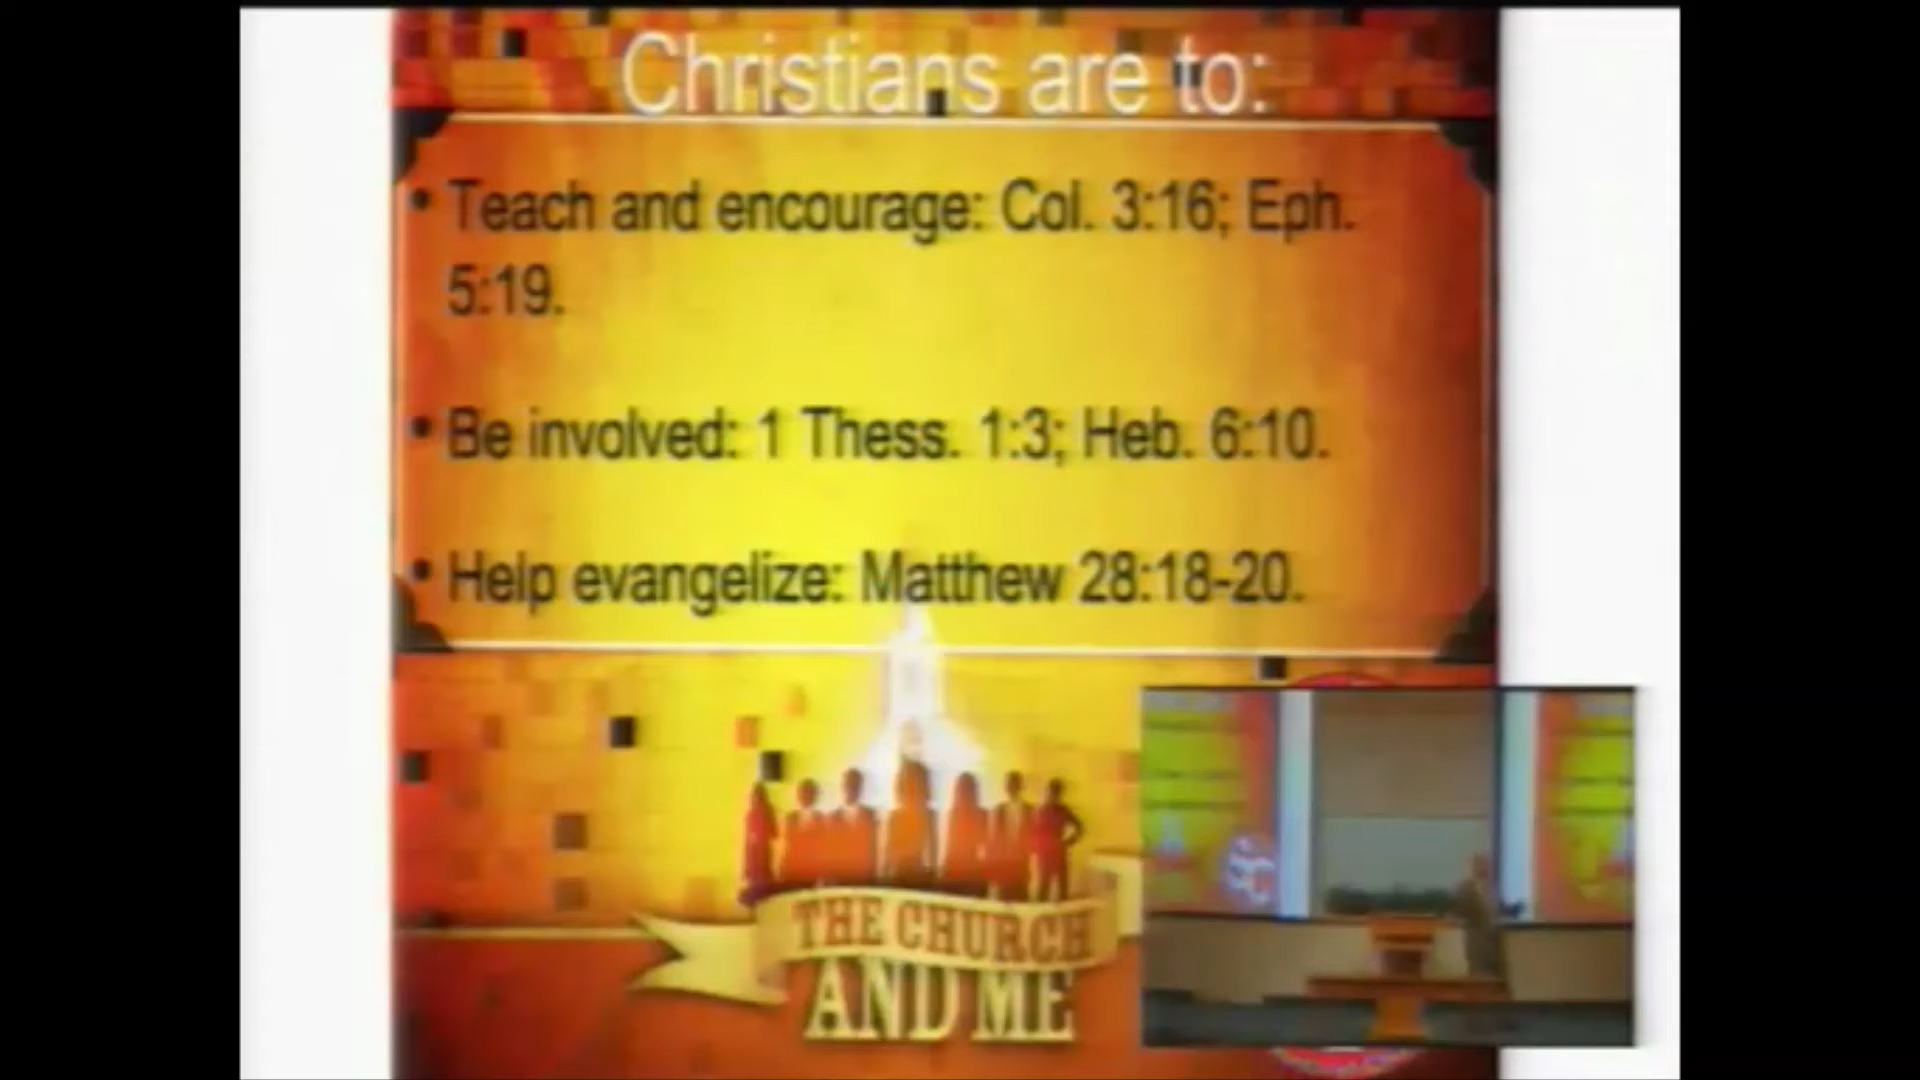 Christians are to:
• Teach and encourage: Col. 3:16; Eph.
5:19.
• Be involved: 1 Thess. 1:3; Heb. 6:10.
• Help evangelize: Matthew 28:18-20.
THE CHURCH
AND ME